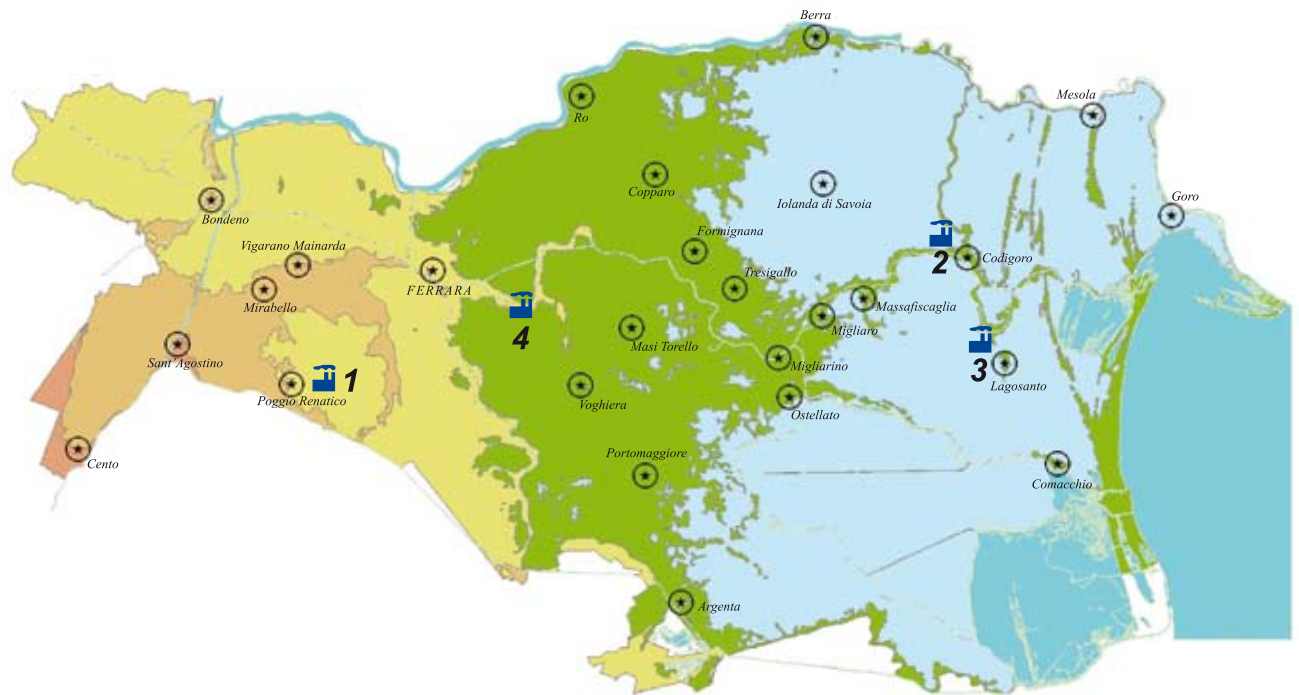 Berra
Mesola
Ro
Copparo
Iolanda di Savoia
Goro
Bondeno
Formignana
Vigarano Mainarda
2
Codigoro
Tresigallo
FERRARA
Mirabello
Massafiscaglia
4
Migliaro
Masi Torello
Sant'Agostino
Migliarino
3
Lagosanto
1
Poggio Renatico
Voghiera
Ostellato
Portomaggiore
Cento
Comacchio
Argenta